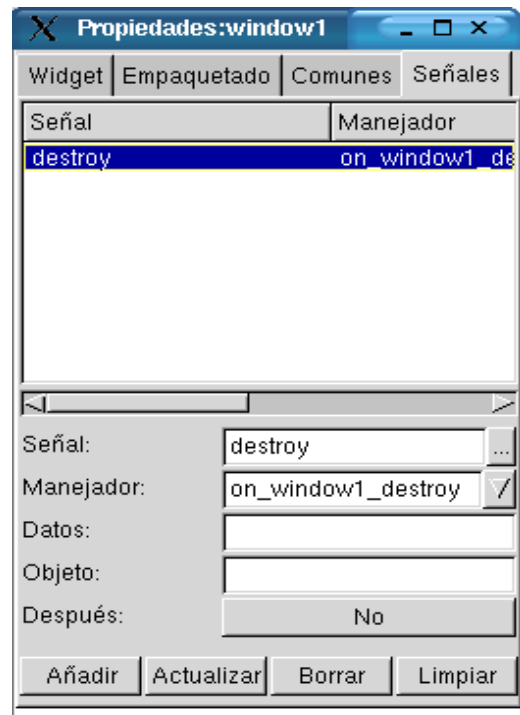 Propiedades:window1
Widget Empaquetado Comunes Señales
Señal Manejador
destroy on_window1_de
Señal: destroy ...
Manejador: on_window1_destroy
Datos:
Objeto:
Después: No
Añadir Actualizar Borrar Limpiar